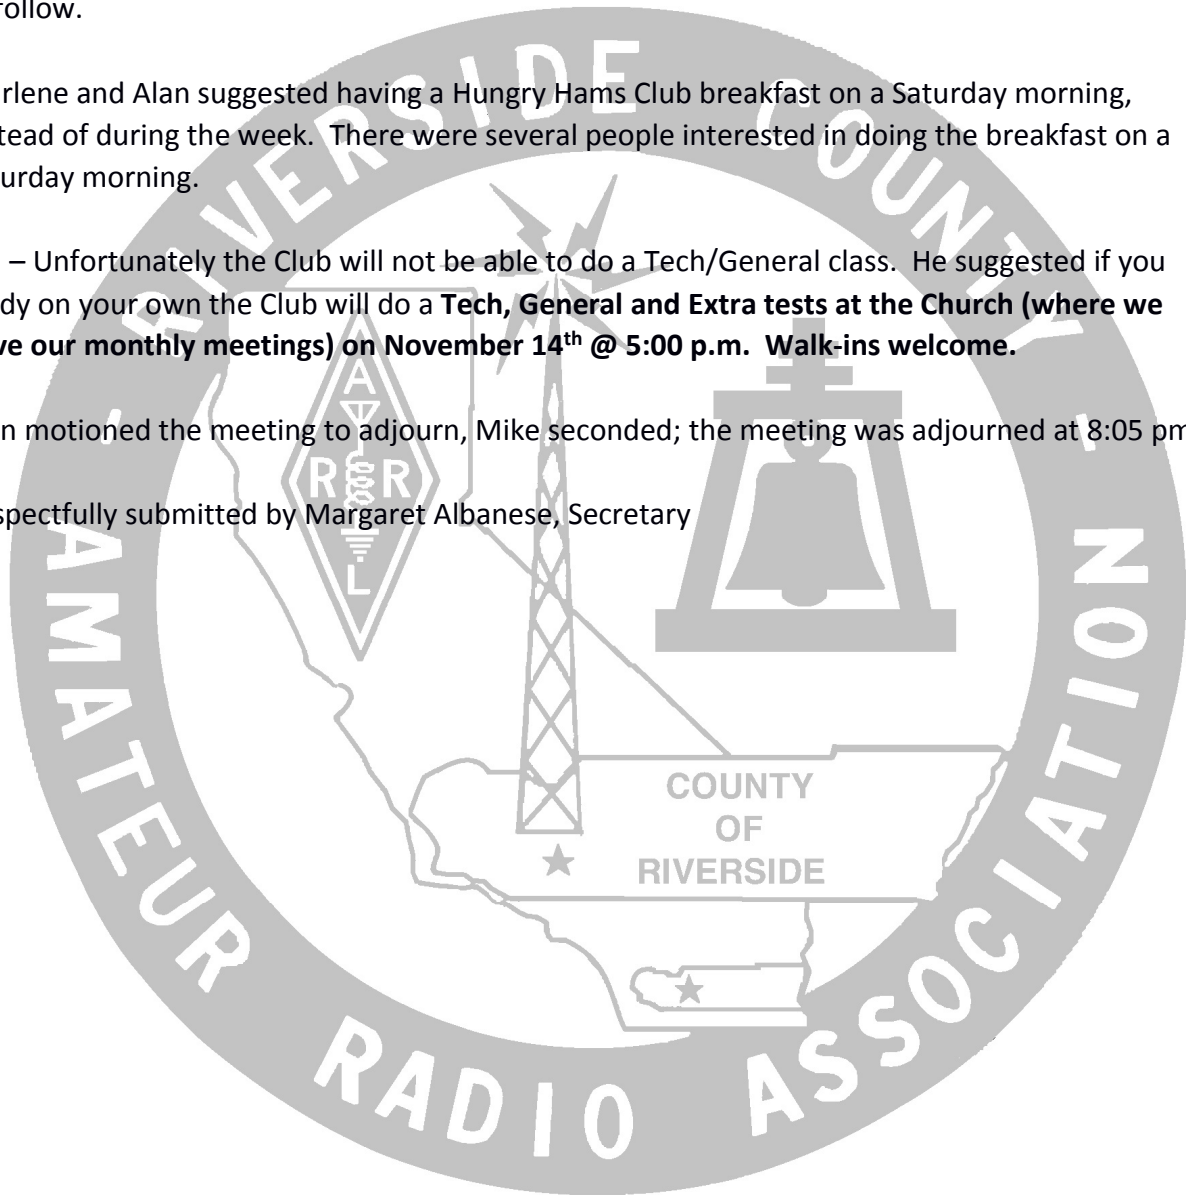 follow.
rlene and Alan suggested having a Hungry Hams Club breakfast on a Saturday morning,
stead of during the week.  There were several people interested in doing the breakfast on a
urday morning.
– Unfortunately the Club will not be able to do a Tech/General class.  He suggested if you
dy on your own the Club will do a Tech, General and Extra tests at the Church (where we
ve our monthly meetings) on November 14th @ 5:00 p.m.  Walk-ins welcome.
n motioned the meeting to adjourn, Mike seconded; the meeting was adjourned at 8:05 pm
spectfully submitted by Margaret Albanese, Secretary
- RIVERSIDE COUNTY -
AMATEUR RADIO ASSOCIATION
A
R R
L
COUNTY
OF
RIVERSIDE